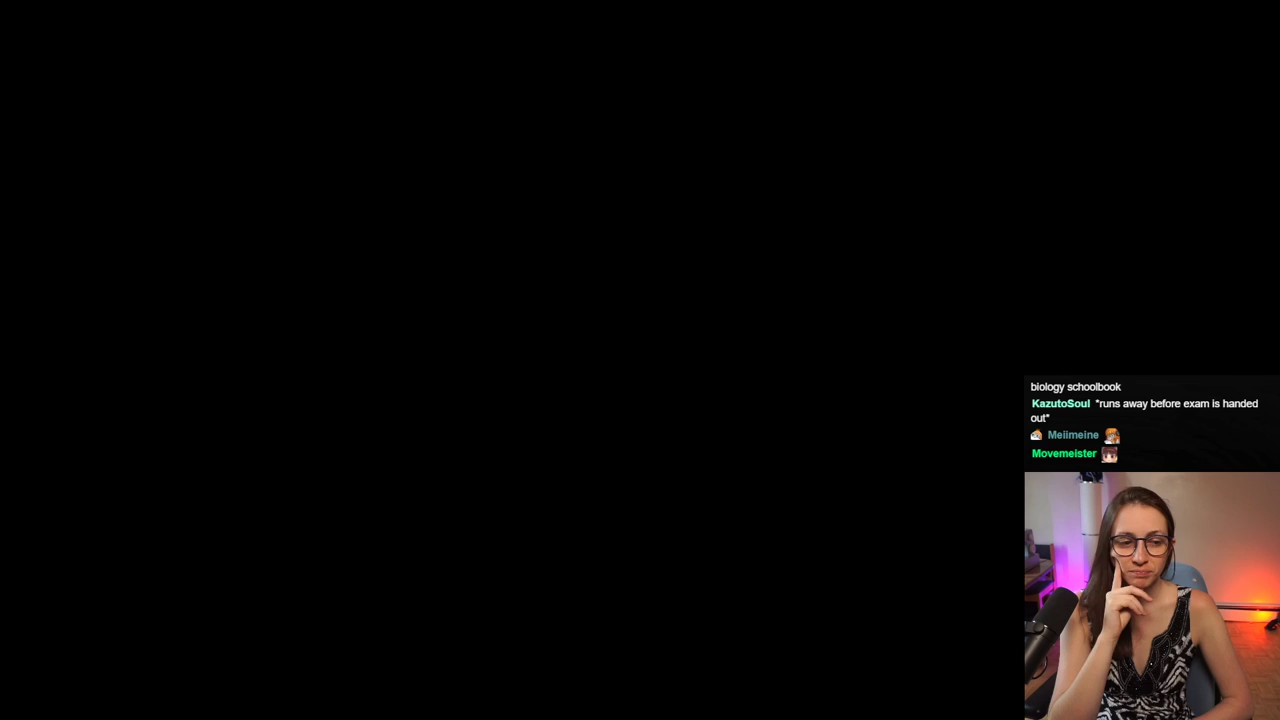 biology schoolbook
KazutoSoul *runs away before exam is handed
out*
Meiimeine
Movemeister